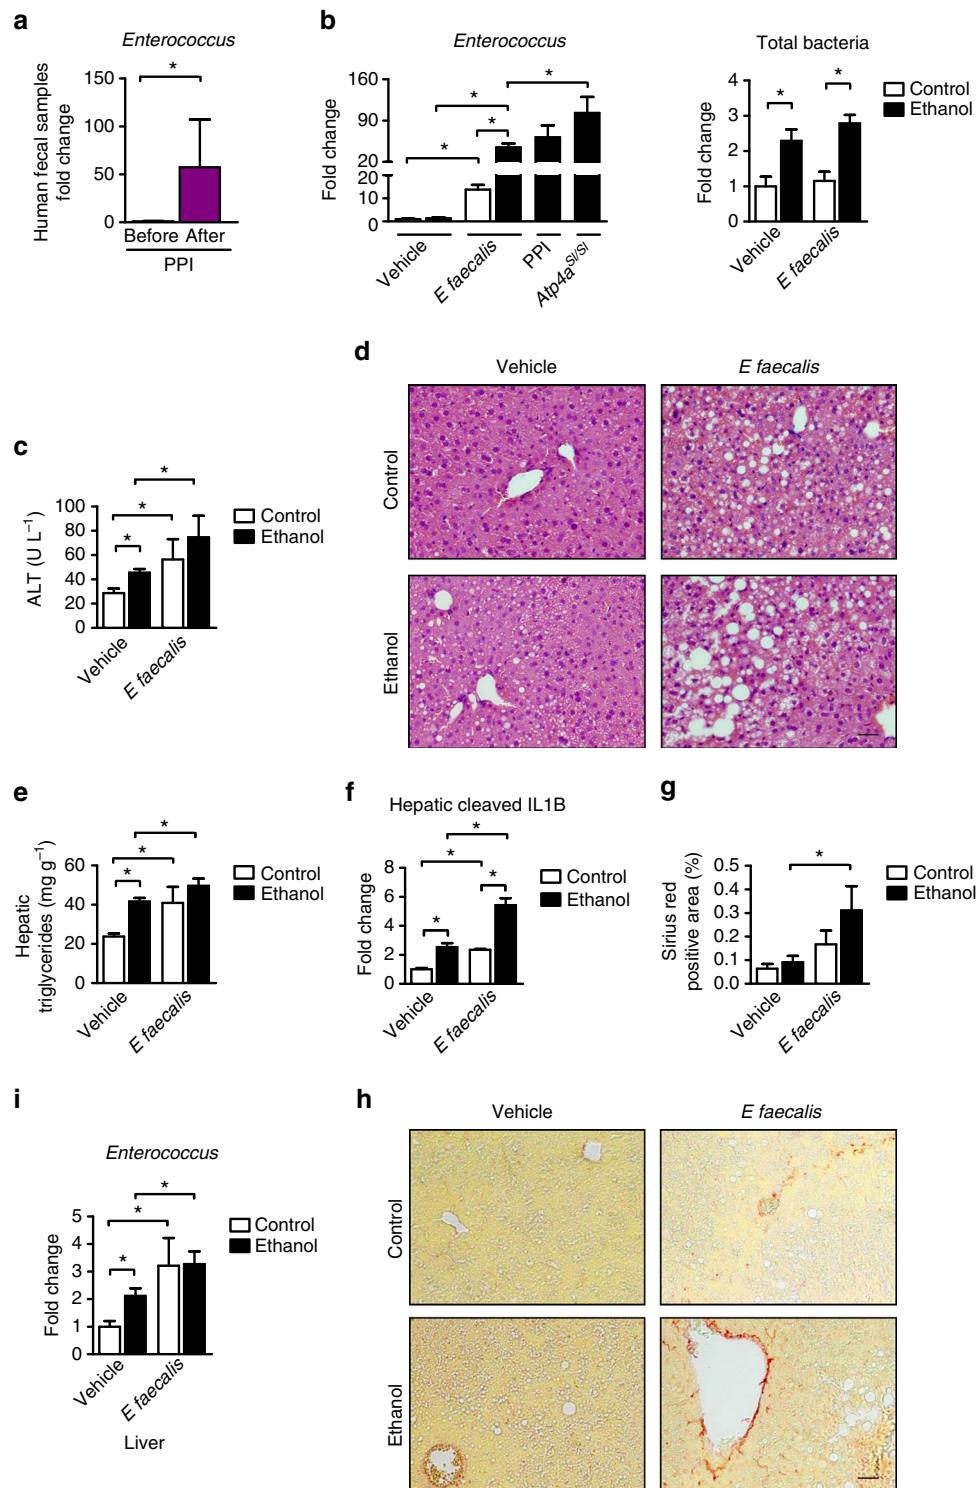 a
Enterococcus
Human fecal samples
fold change
150
100
50
0
*
Before After
PPI
b
Enterococcus
Fold change
160
90
20
20
10
0
*
*
*
*
Vehicle
E faecalis
PPI
Atp4a^Sl/Sl
Total bacteria
Fold change
4
3
2
1
0
*
*
Vehicle
E faecalis
Control
Ethanol
c
ALT (U L⁻¹)
100
80
60
40
20
0
*
*
*
Vehicle
E faecalis
Control
Ethanol
d
Vehicle
E faecalis
Control
Ethanol
e
Hepatic
triglycerides (mg g⁻¹)
60
40
20
0
*
*
*
Vehicle
E faecalis
Control
Ethanol
f
Hepatic cleaved IL1B
Fold change
8
6
4
2
0
*
*
*
*
Vehicle
E faecalis
Control
Ethanol
g
Sirius red
positive area (%)
0.5
0.4
0.3
0.2
0.1
0.0
*
Vehicle
E faecalis
Control
Ethanol
i
Enterococcus
Fold change
5
4
3
2
1
0
*
*
*
Vehicle
E faecalis
Liver
Control
Ethanol
h
Vehicle
E faecalis
Control
Ethanol